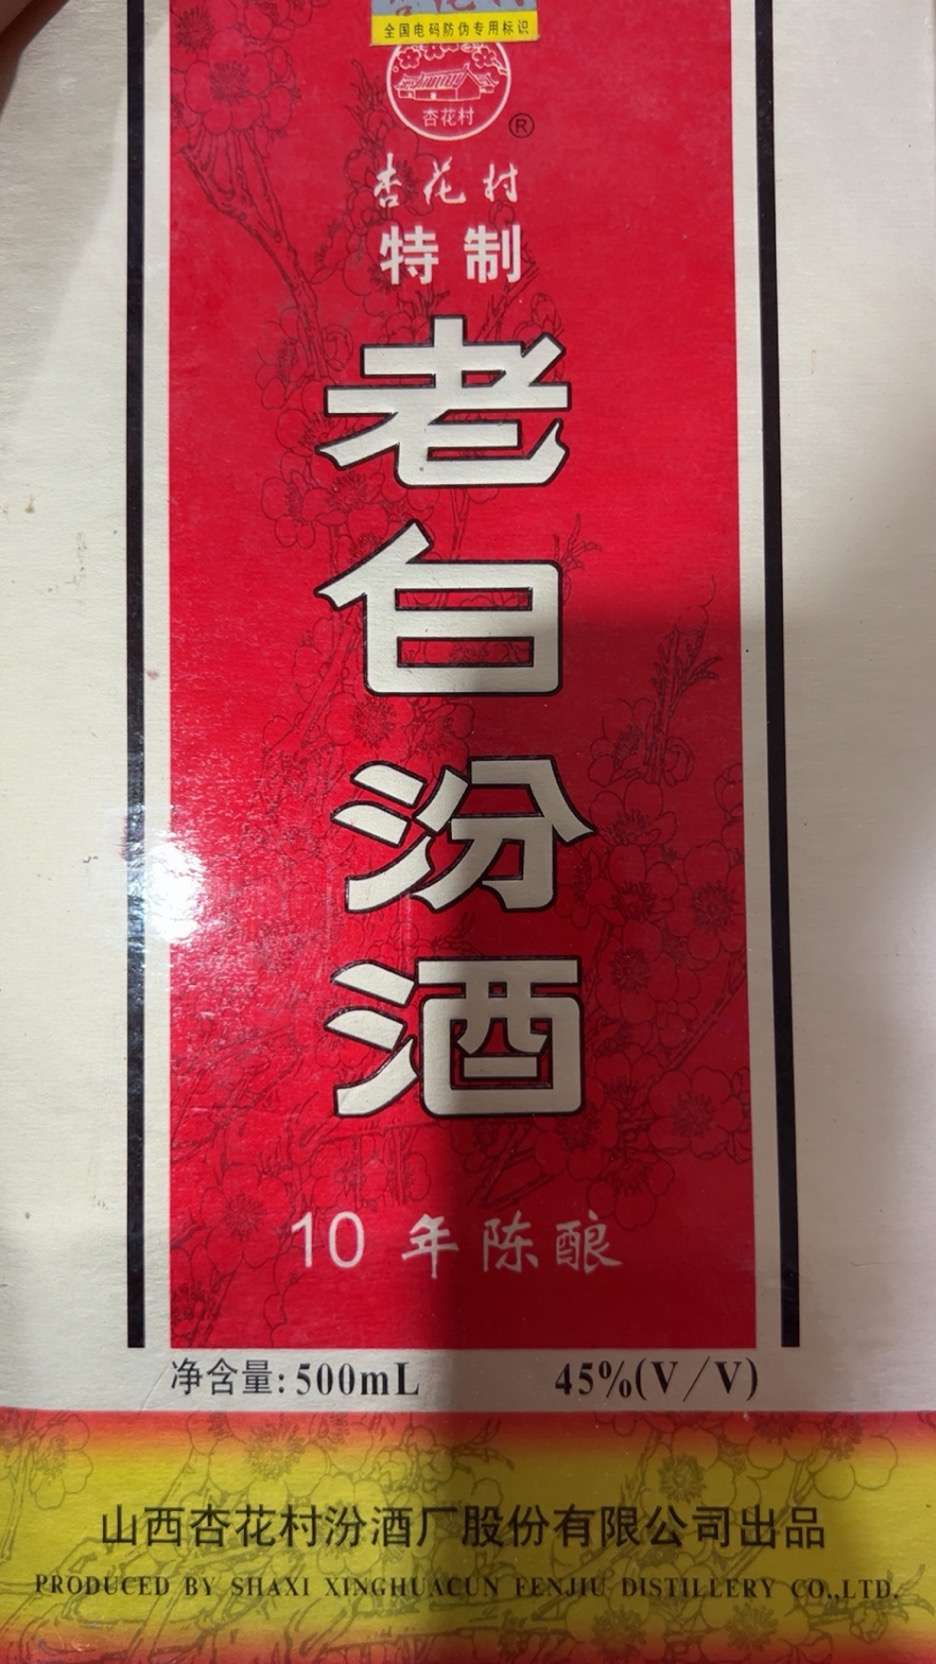 全国电码防伪专用标识
杏花村
®
杏花村
特制
老白汾酒
10年陈酿
净含量:500mL 45%(V/V)
山西杏花村汾酒厂股份有限公司出品
PRODUCED BY SHAXI XINGHUACUN FENJIU DISTILLERY CO.,LTD.